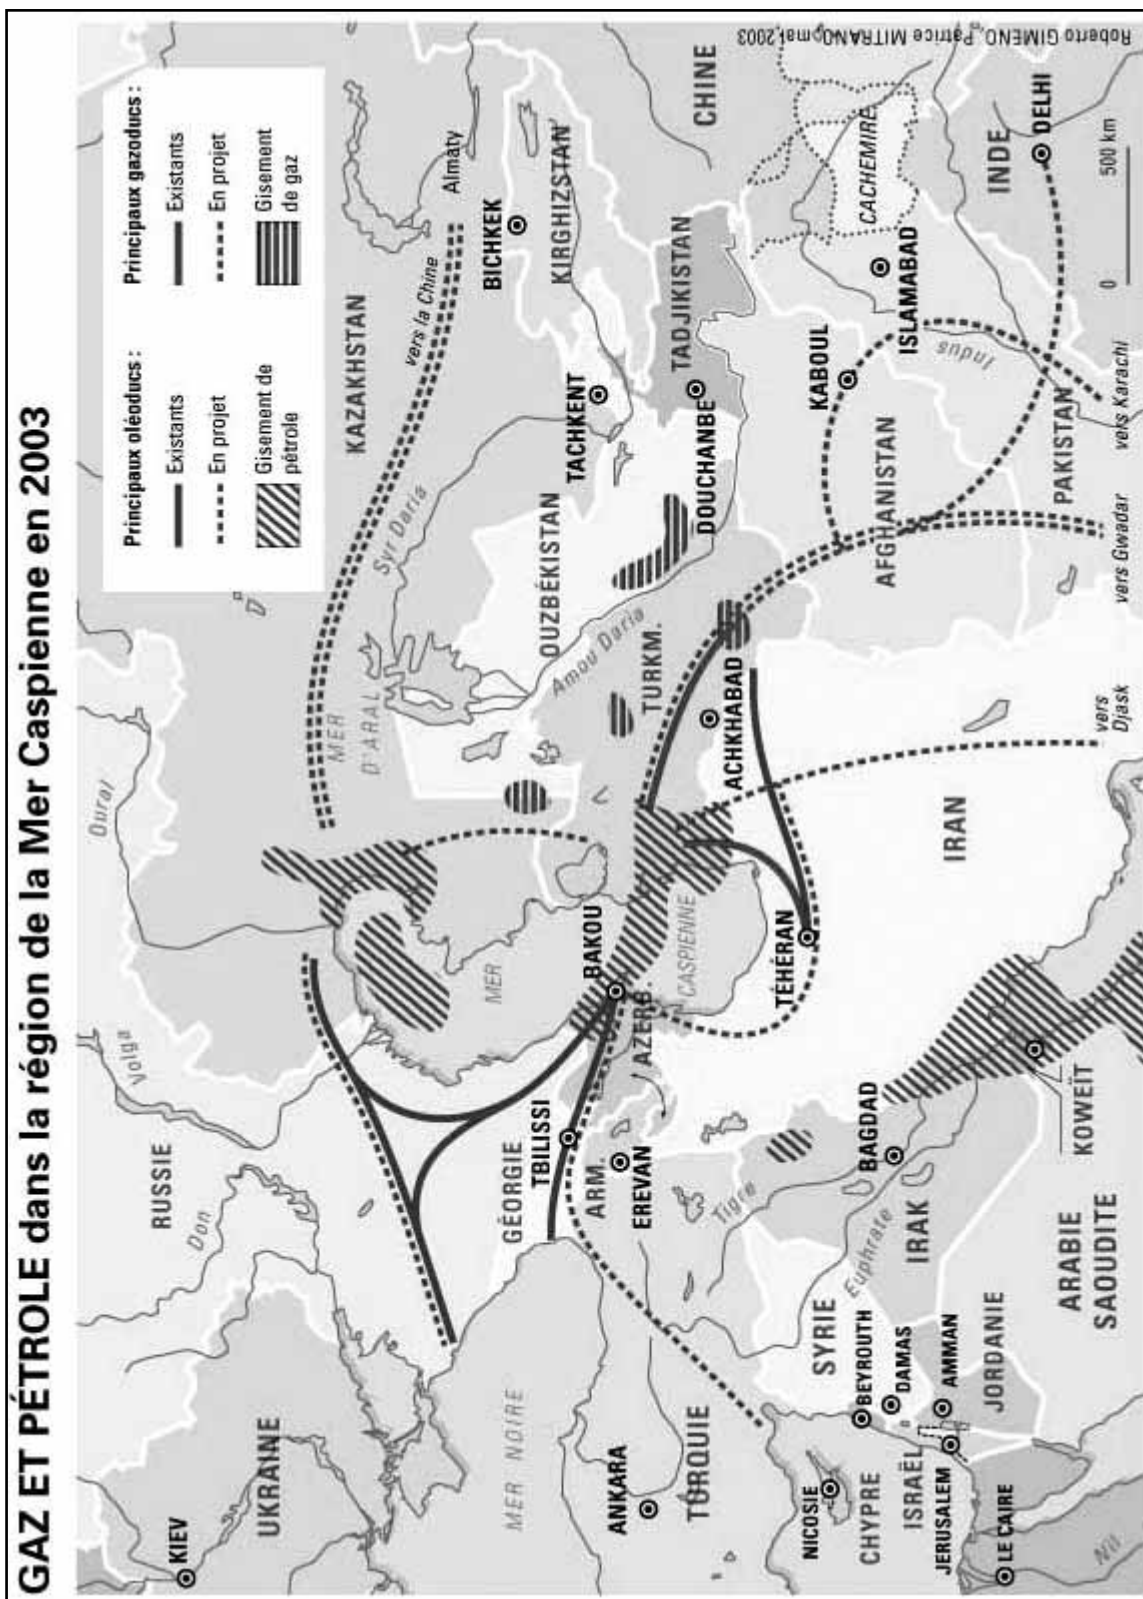 GAZ ET PÉTROLE dans la région de la Mer Caspienne en 2003
Principaux oléoducs :
Existants
En projet
Gisement de
pétrole
Principaux gazoducs :
Existants
En projet
Gisement
de gaz
KIEV
UKRAINE
RUSSIE
Don
Volga
Oural
KAZAKHSTAN
vers la Chine
Almaty
BICHKEK
KIRGHIZSTAN
CHINE
MER
D'ARAL
Syr Daria
TACHKENT
OUZBÉKISTAN
Amou Daria
TADJIKISTAN
DOUCHANBE
MER NOIRE
GÉORGIE
TBILISSI
ARM.
EREVAN
AZERB.
BAKOU
MER
CASPIENNE
TURKM.
ACHKHABAD
ANKARA
TURQUIE
Tigre
TÉHÉRAN
IRAN
AFGHANISTAN
KABOUL
ISLAMABAD
CACHEMIRE
Indus
PAKISTAN
INDE
DELHI
NICOSIE
CHYPRE
SYRIE
BEYROUTH
DAMAS
ISRAËL
JERUSALEM
AMMAN
JORDANIE
Euphrate
IRAK
BAGDAD
KOWEÏT
ARABIE
SAOUDITE
LE CAIRE
Nil
vers
Djask
vers Gwadar
vers Karachi
0
500 km
Roberto GIMENO, Patrice MITRANO, mai 2003